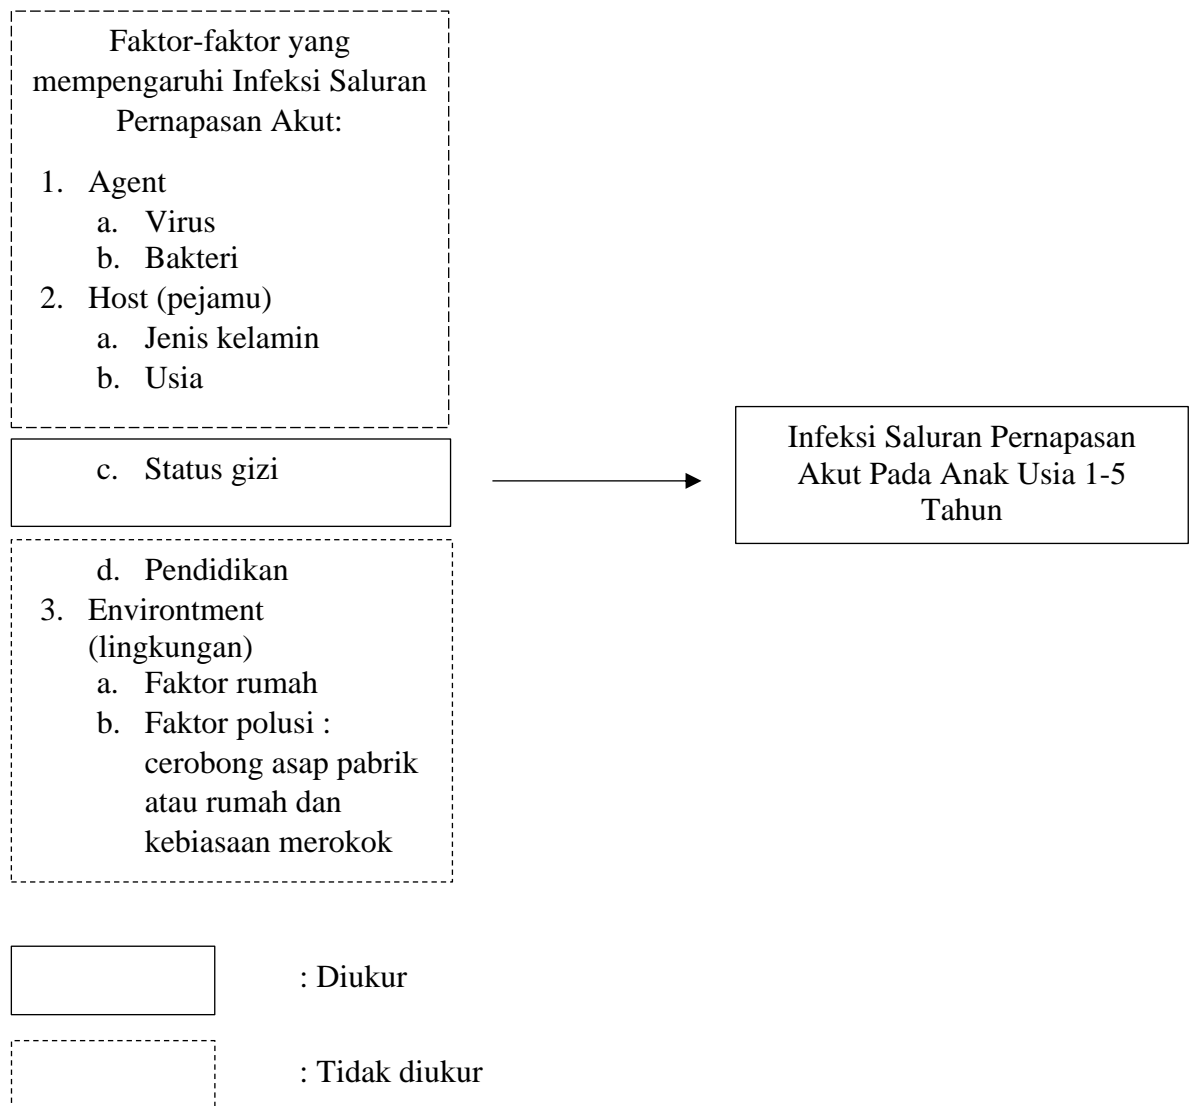 Faktor-faktor yang
mempengaruhi Infeksi Saluran
Pernapasan Akut:
1. Agent
a. Virus
b. Bakteri
2. Host (pejamu)
a. Jenis kelamin
b. Usia
c. Status gizi
d. Pendidikan
3. Environtment
(lingkungan)
a. Faktor rumah
b. Faktor polusi :
cerobong asap pabrik
atau rumah dan
kebiasaan merokok
Infeksi Saluran Pernapasan
Akut Pada Anak Usia 1-5
Tahun
: Diukur
: Tidak diukur